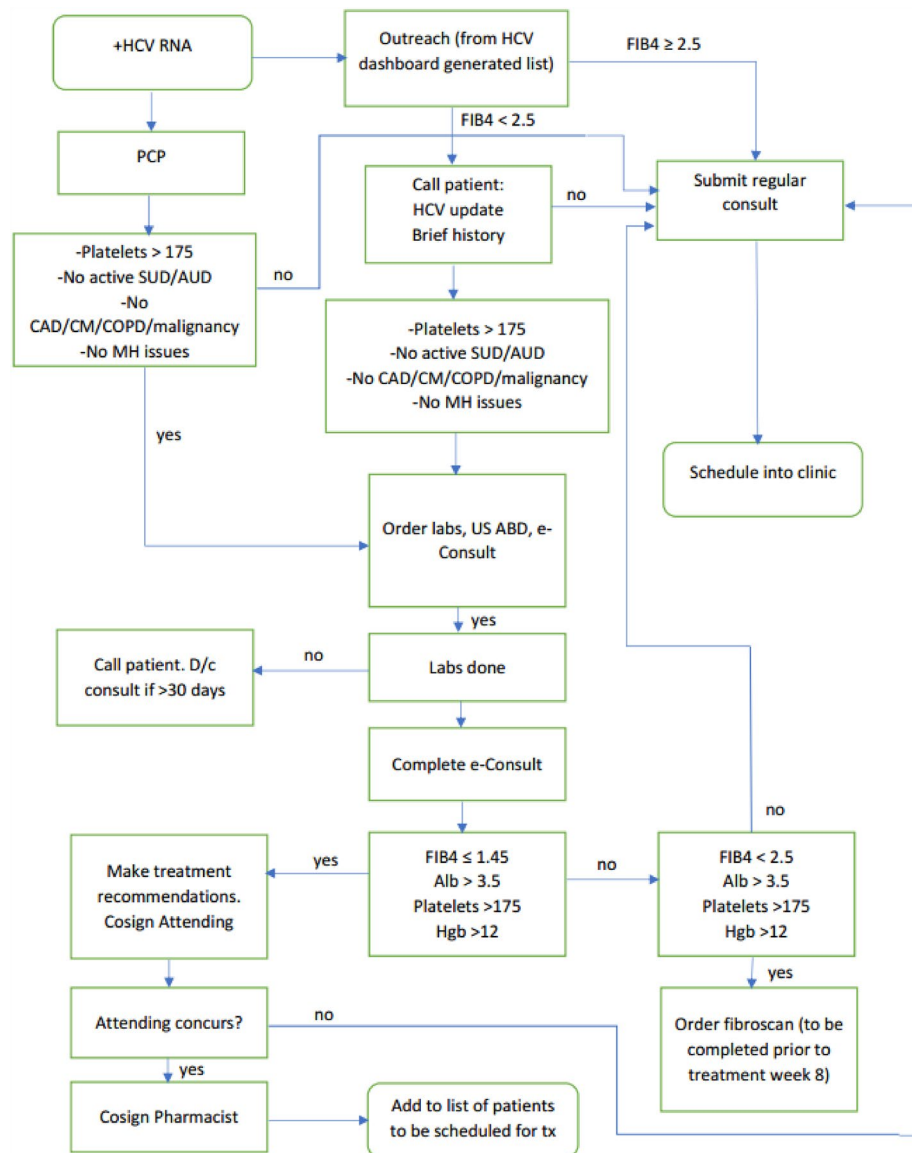 +HCV RNA
Outreach (from HCV
dashboard generated list)
FIB4 ≥ 2.5
FIB4 < 2.5
PCP
Call patient:
HCV update
Brief history
no
Submit regular
consult
-Platelets > 175
-No active SUD/AUD
-No
CAD/CM/COPD/malignancy
-No MH issues
no
-Platelets > 175
-No active SUD/AUD
-No CAD/CM/COPD/malignancy
-No MH issues
yes
Schedule into clinic
Order labs, US ABD, e-
Consult
yes
Call patient. D/c
consult if >30 days
no
Labs done
Complete e-Consult
no
Make treatment
recommendations.
Cosign Attending
yes
FIB4 ≤ 1.45
Alb > 3.5
Platelets >175
Hgb >12
no
FIB4 < 2.5
Alb > 3.5
Platelets >175
Hgb >12
yes
Attending concurs?
no
Order fibroscan (to be
completed prior to
treatment week 8)
yes
Cosign Pharmacist
Add to list of patients
to be scheduled for tx